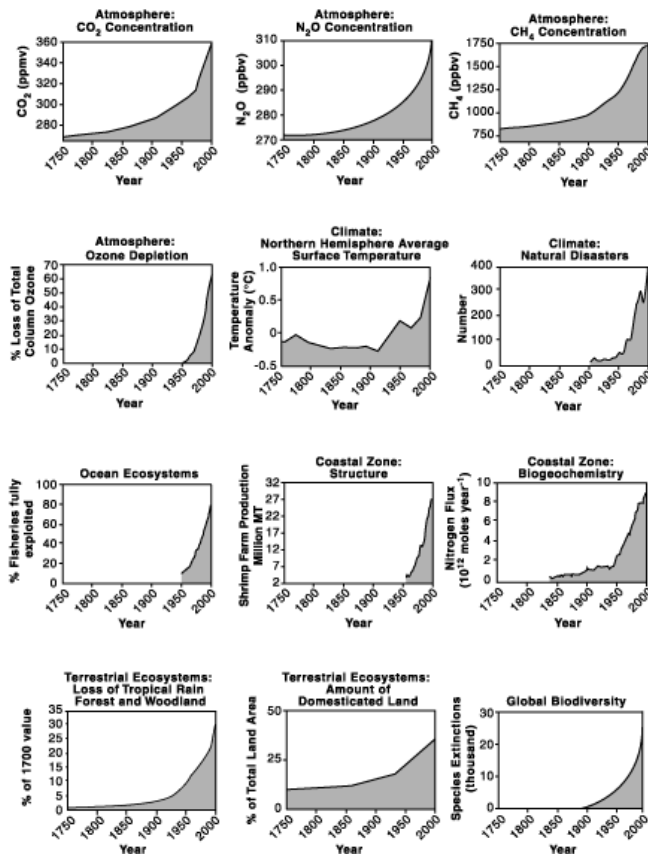 Atmosphere:
CO2 Concentration
CO2 (ppmv)
360
340
320
300
280
1750
1800
1850
1900
1950
2000
Year
Atmosphere:
N2O Concentration
N2O (ppbv)
310
300
290
280
270
1750
1800
1850
1900
1950
2000
Year
Atmosphere:
CH4 Concentration
CH4 (ppbv)
1750
1500
1250
1000
750
1750
1800
1850
1900
1950
2000
Year
Atmosphere:
Ozone Depletion
% Loss of Total
Column Ozone
70
60
50
40
30
20
10
0
1750
1800
1850
1900
1950
2000
Year
Climate:
Northern Hemisphere Average
Surface Temperature
Temperature
Anomaly (°C)
1.0
0.5
0
-0.5
1750
1800
1850
1900
1950
2000
Year
Climate:
Natural Disasters
Number
400
300
200
100
0
1750
1800
1850
1900
1950
2000
Year
Ocean Ecosystems
% Fisheries fully
exploited
100
80
60
40
20
0
1750
1800
1850
1900
1950
2000
Year
Coastal Zone:
Structure
Shrimp Farm Production
Million MT
32
27
22
17
12
7
2
1750
1800
1850
1900
1950
2000
Year
Coastal Zone:
Biogeochemistry
Nitrogen Flux
(10¹² moles year⁻¹)
10
8
6
4
2
0
1750
1800
1850
1900
1950
2000
Year
Terrestrial Ecosystems:
Loss of Tropical Rain
Forest and Woodland
% of 1700 value
35
30
25
20
15
10
5
0
1750
1800
1850
1900
1950
2000
Year
Terrestrial Ecosystems:
Amount of
Domesticated Land
% of Total Land Area
50
25
0
1750
1800
1850
1900
1950
2000
Year
Global Biodiversity
Species Extinctions
(thousand)
30
20
10
0
1750
1800
1850
1900
1950
2000
Year